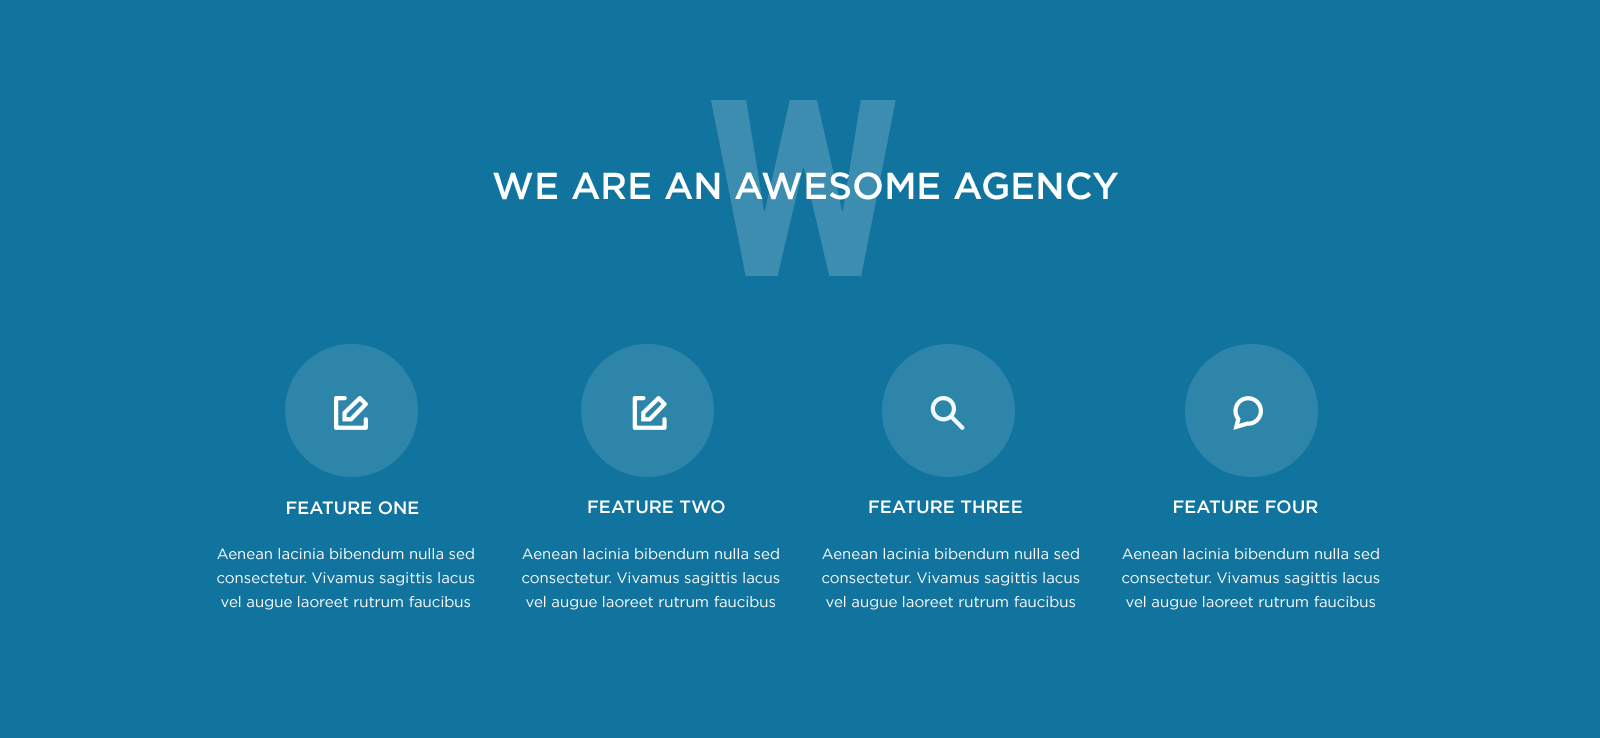 W
WE ARE AN AWESOME AGENCY
FEATURE ONE
Aenean lacinia bibendum nulla sed
consectetur. Vivamus sagittis lacus
vel augue laoreet rutrum faucibus
FEATURE TWO
Aenean lacinia bibendum nulla sed
consectetur. Vivamus sagittis lacus
vel augue laoreet rutrum faucibus
FEATURE THREE
Aenean lacinia bibendum nulla sed
consectetur. Vivamus sagittis lacus
vel augue laoreet rutrum faucibus
FEATURE FOUR
Aenean lacinia bibendum nulla sed
consectetur. Vivamus sagittis lacus
vel augue laoreet rutrum faucibus